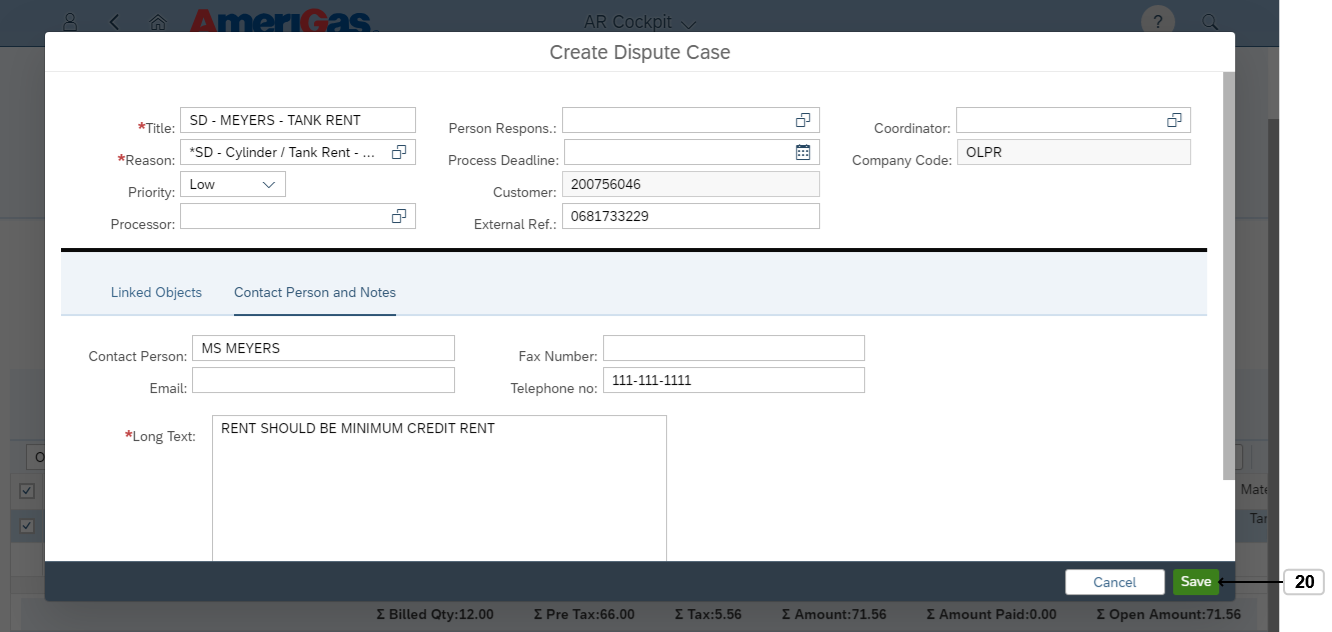 AmeriGas
AR Cockpit
?
Create Dispute Case
*Title: SD - MEYERS - TANK RENT
Person Respons.:
Coordinator:
*Reason: *SD - Cylinder / Tank Rent - ...
Process Deadline:
Company Code: OLPR
Priority: Low
Customer: 200756046
Processor:
External Ref.: 0681733229
Linked Objects
Contact Person and Notes
Contact Person: MS MEYERS
Fax Number:
Email:
Telephone no: 111-111-1111
*Long Text: RENT SHOULD BE MINIMUM CREDIT RENT
Cancel
Save
20
Σ Billed Qty:12.00 Σ Pre Tax:66.00 Σ Tax:5.56 Σ Amount:71.56 Σ Amount Paid:0.00 Σ Open Amount:71.56